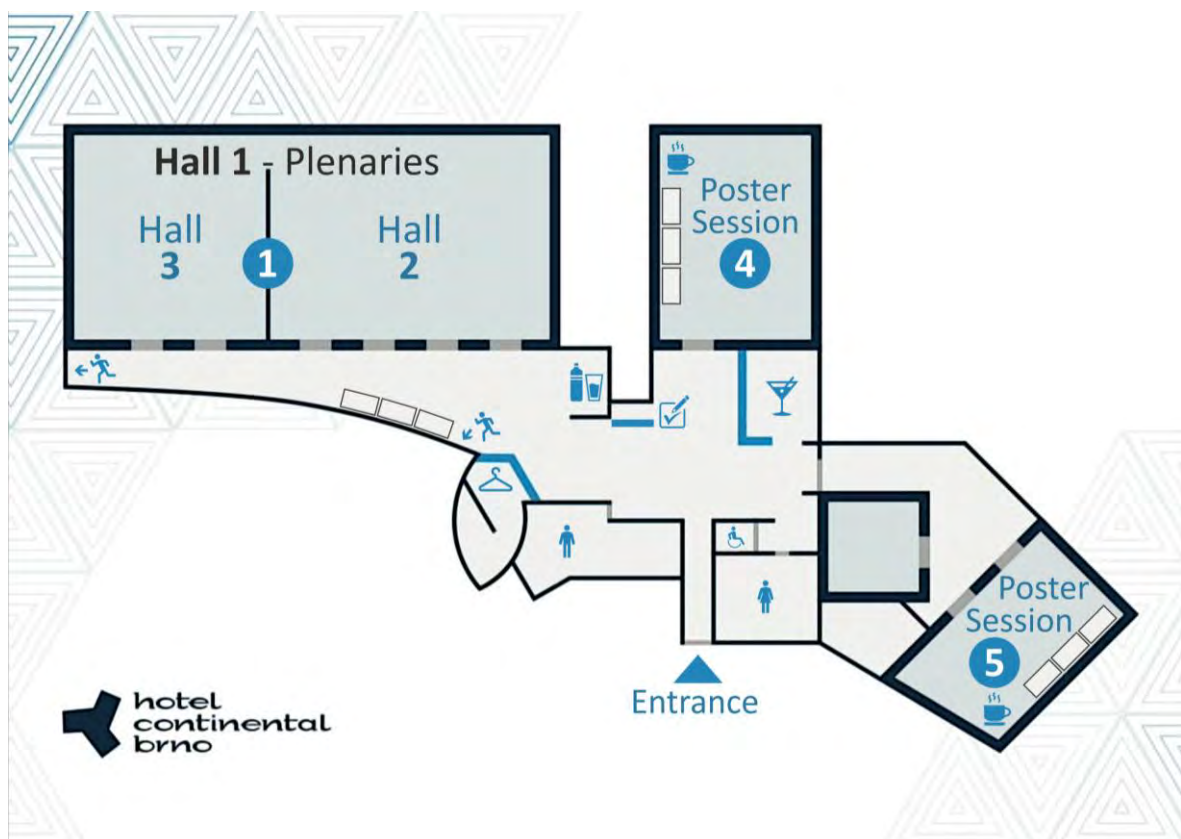 Hall 1 - Plenaries
Hall
3
1
Hall
2
Poster
Session
4
Poster
Session
5
Entrance
hotel
continental
brno